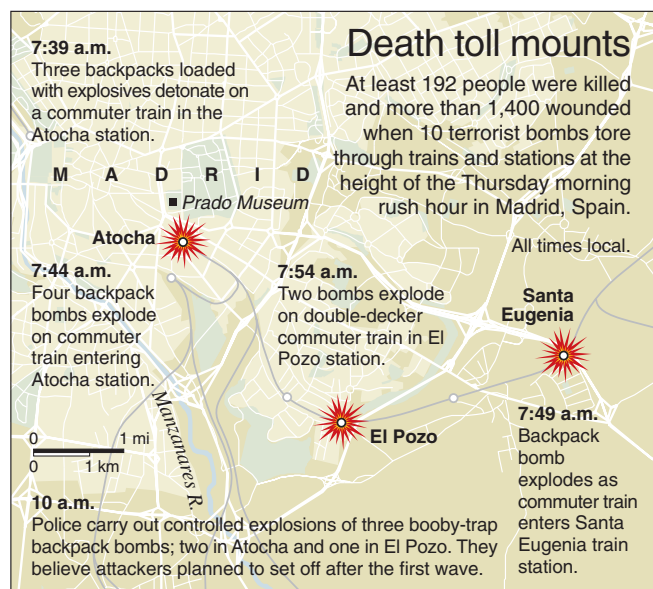 Death toll mounts
At least 192 people were killed
and more than 1,400 wounded
when 10 terrorist bombs tore
through trains and stations at the
height of the Thursday morning
rush hour in Madrid, Spain.
All times local.
7:39 a.m.
Three backpacks loaded
with explosives detonate on
a commuter train in the
Atocha station.
MADRID
Prado Museum
Atocha
7:44 a.m.
Four backpack
bombs explode
on commuter
train entering
Atocha station.
7:54 a.m.
Two bombs explode
on double-decker
commuter train in El
Pozo station.
Santa
Eugenia
El Pozo
7:49 a.m.
Backpack
bomb
explodes as
commuter train
enters Santa
Eugenia train
station.
Manzanares R.
0 1 mi
0 1 km
10 a.m.
Police carry out controlled explosions of three booby-trap
backpack bombs; two in Atocha and one in El Pozo. They
believe attackers planned to set off after the first wave.